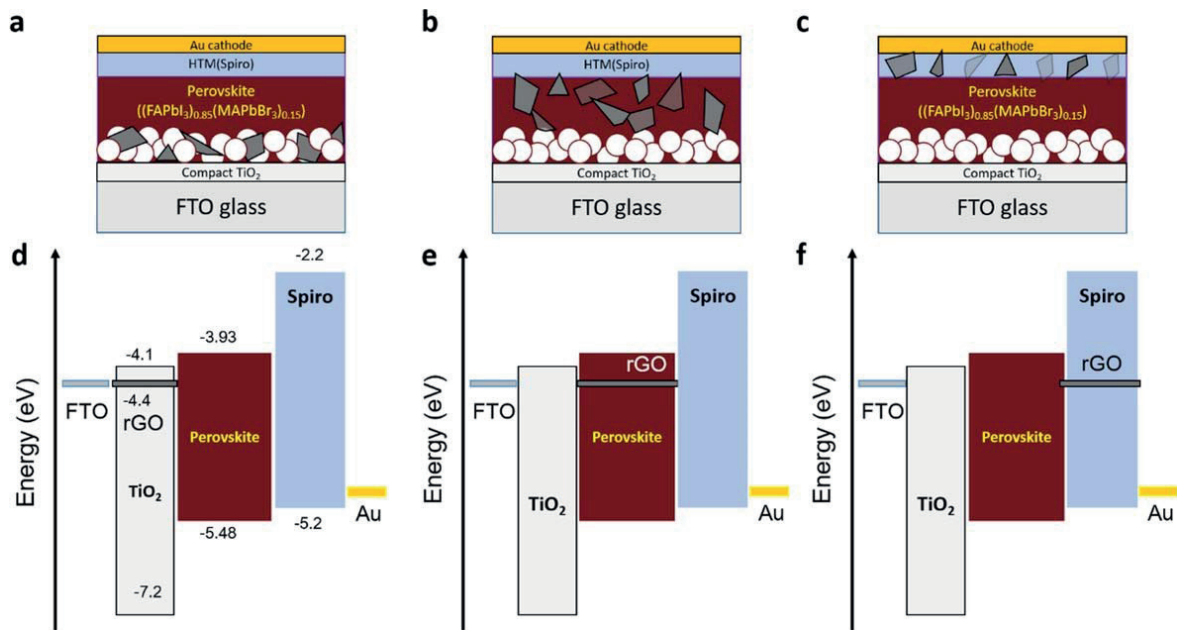 a
Au cathode
HTM(Spiro)
Perovskite
((FAPbI₃)₀.₈₅(MAPbBr₃)₀.₁₅)
Compact TiO₂
FTO glass
b
Au cathode
HTM(Spiro)
Compact TiO₂
FTO glass
c
Au cathode
Perovskite
((FAPbI₃)₀.₈₅(MAPbBr₃)₀.₁₅)
Compact TiO₂
FTO glass
d
Energy (eV)
-2.2
Spiro
-3.93
-4.1
FTO
-4.4
rGO
Perovskite
TiO₂
Au
-5.48
-5.2
-7.2
e
Energy (eV)
Spiro
rGO
FTO
Perovskite
TiO₂
Au
f
Energy (eV)
Spiro
rGO
FTO
Perovskite
TiO₂
Au